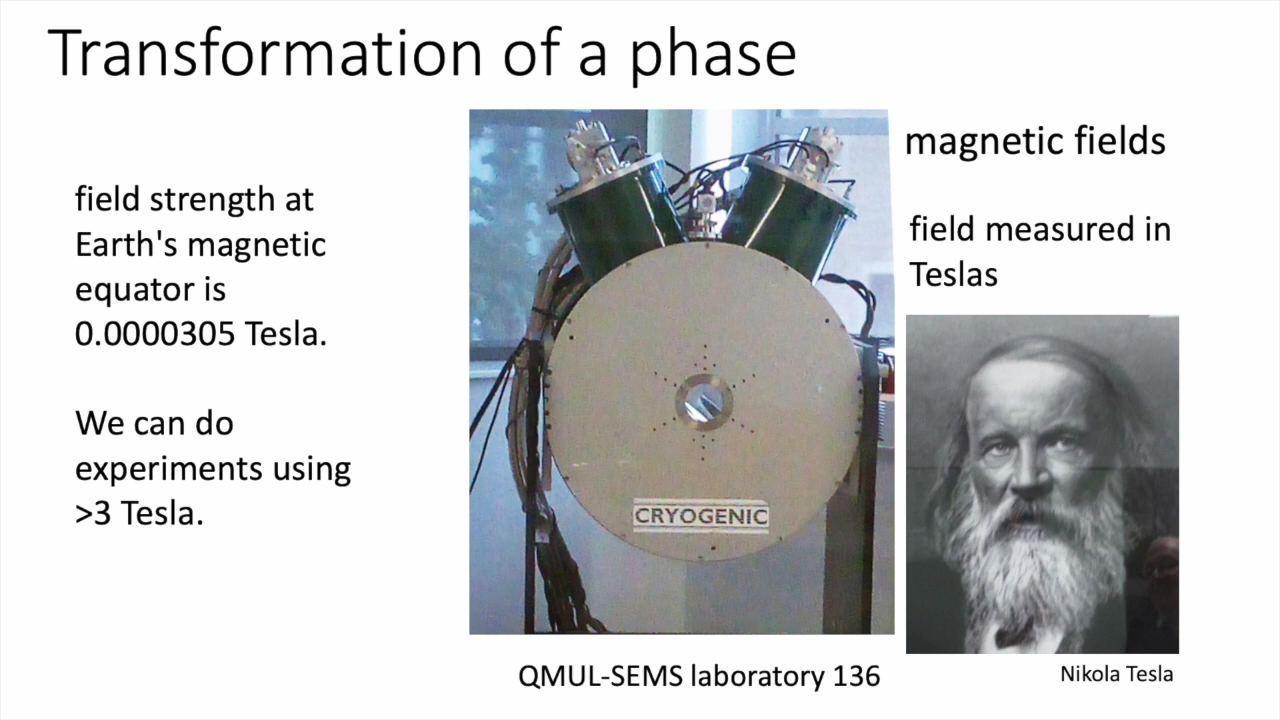 Transformation of a phase
field strength at
Earth's magnetic
equator is
0.0000305 Tesla.
We can do
experiments using
>3 Tesla.
CRYOGENIC
QMUL-SEMS laboratory 136
magnetic fields
field measured in
Teslas
Nikola Tesla